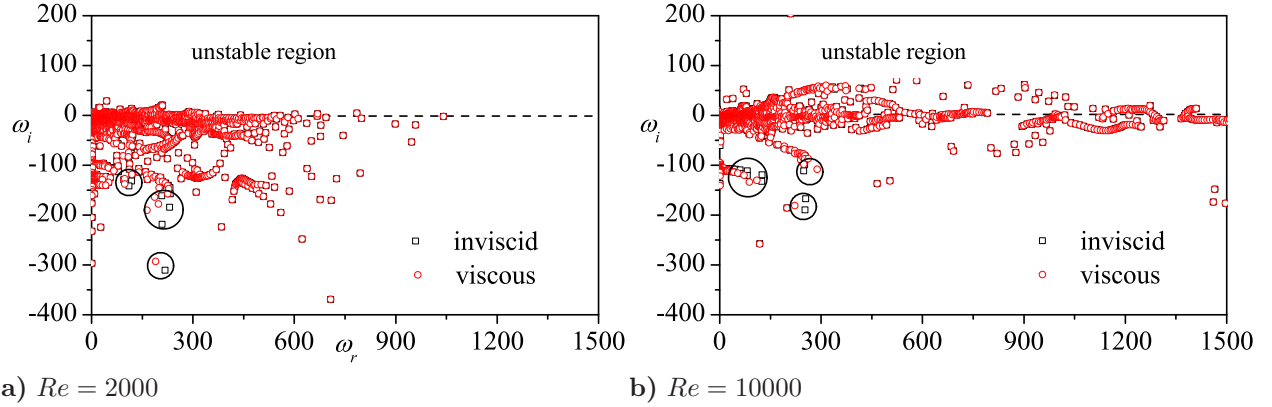 200
100
0
-100
-200
-300
-400
ω_i
unstable region
inviscid
viscous
0 300 600 900 1200 1500
ω_r
a) Re = 2000
200
100
0
-100
-200
-300
-400
ω_i
unstable region
inviscid
viscous
0 300 600 900 1200 1500
b) Re = 10000